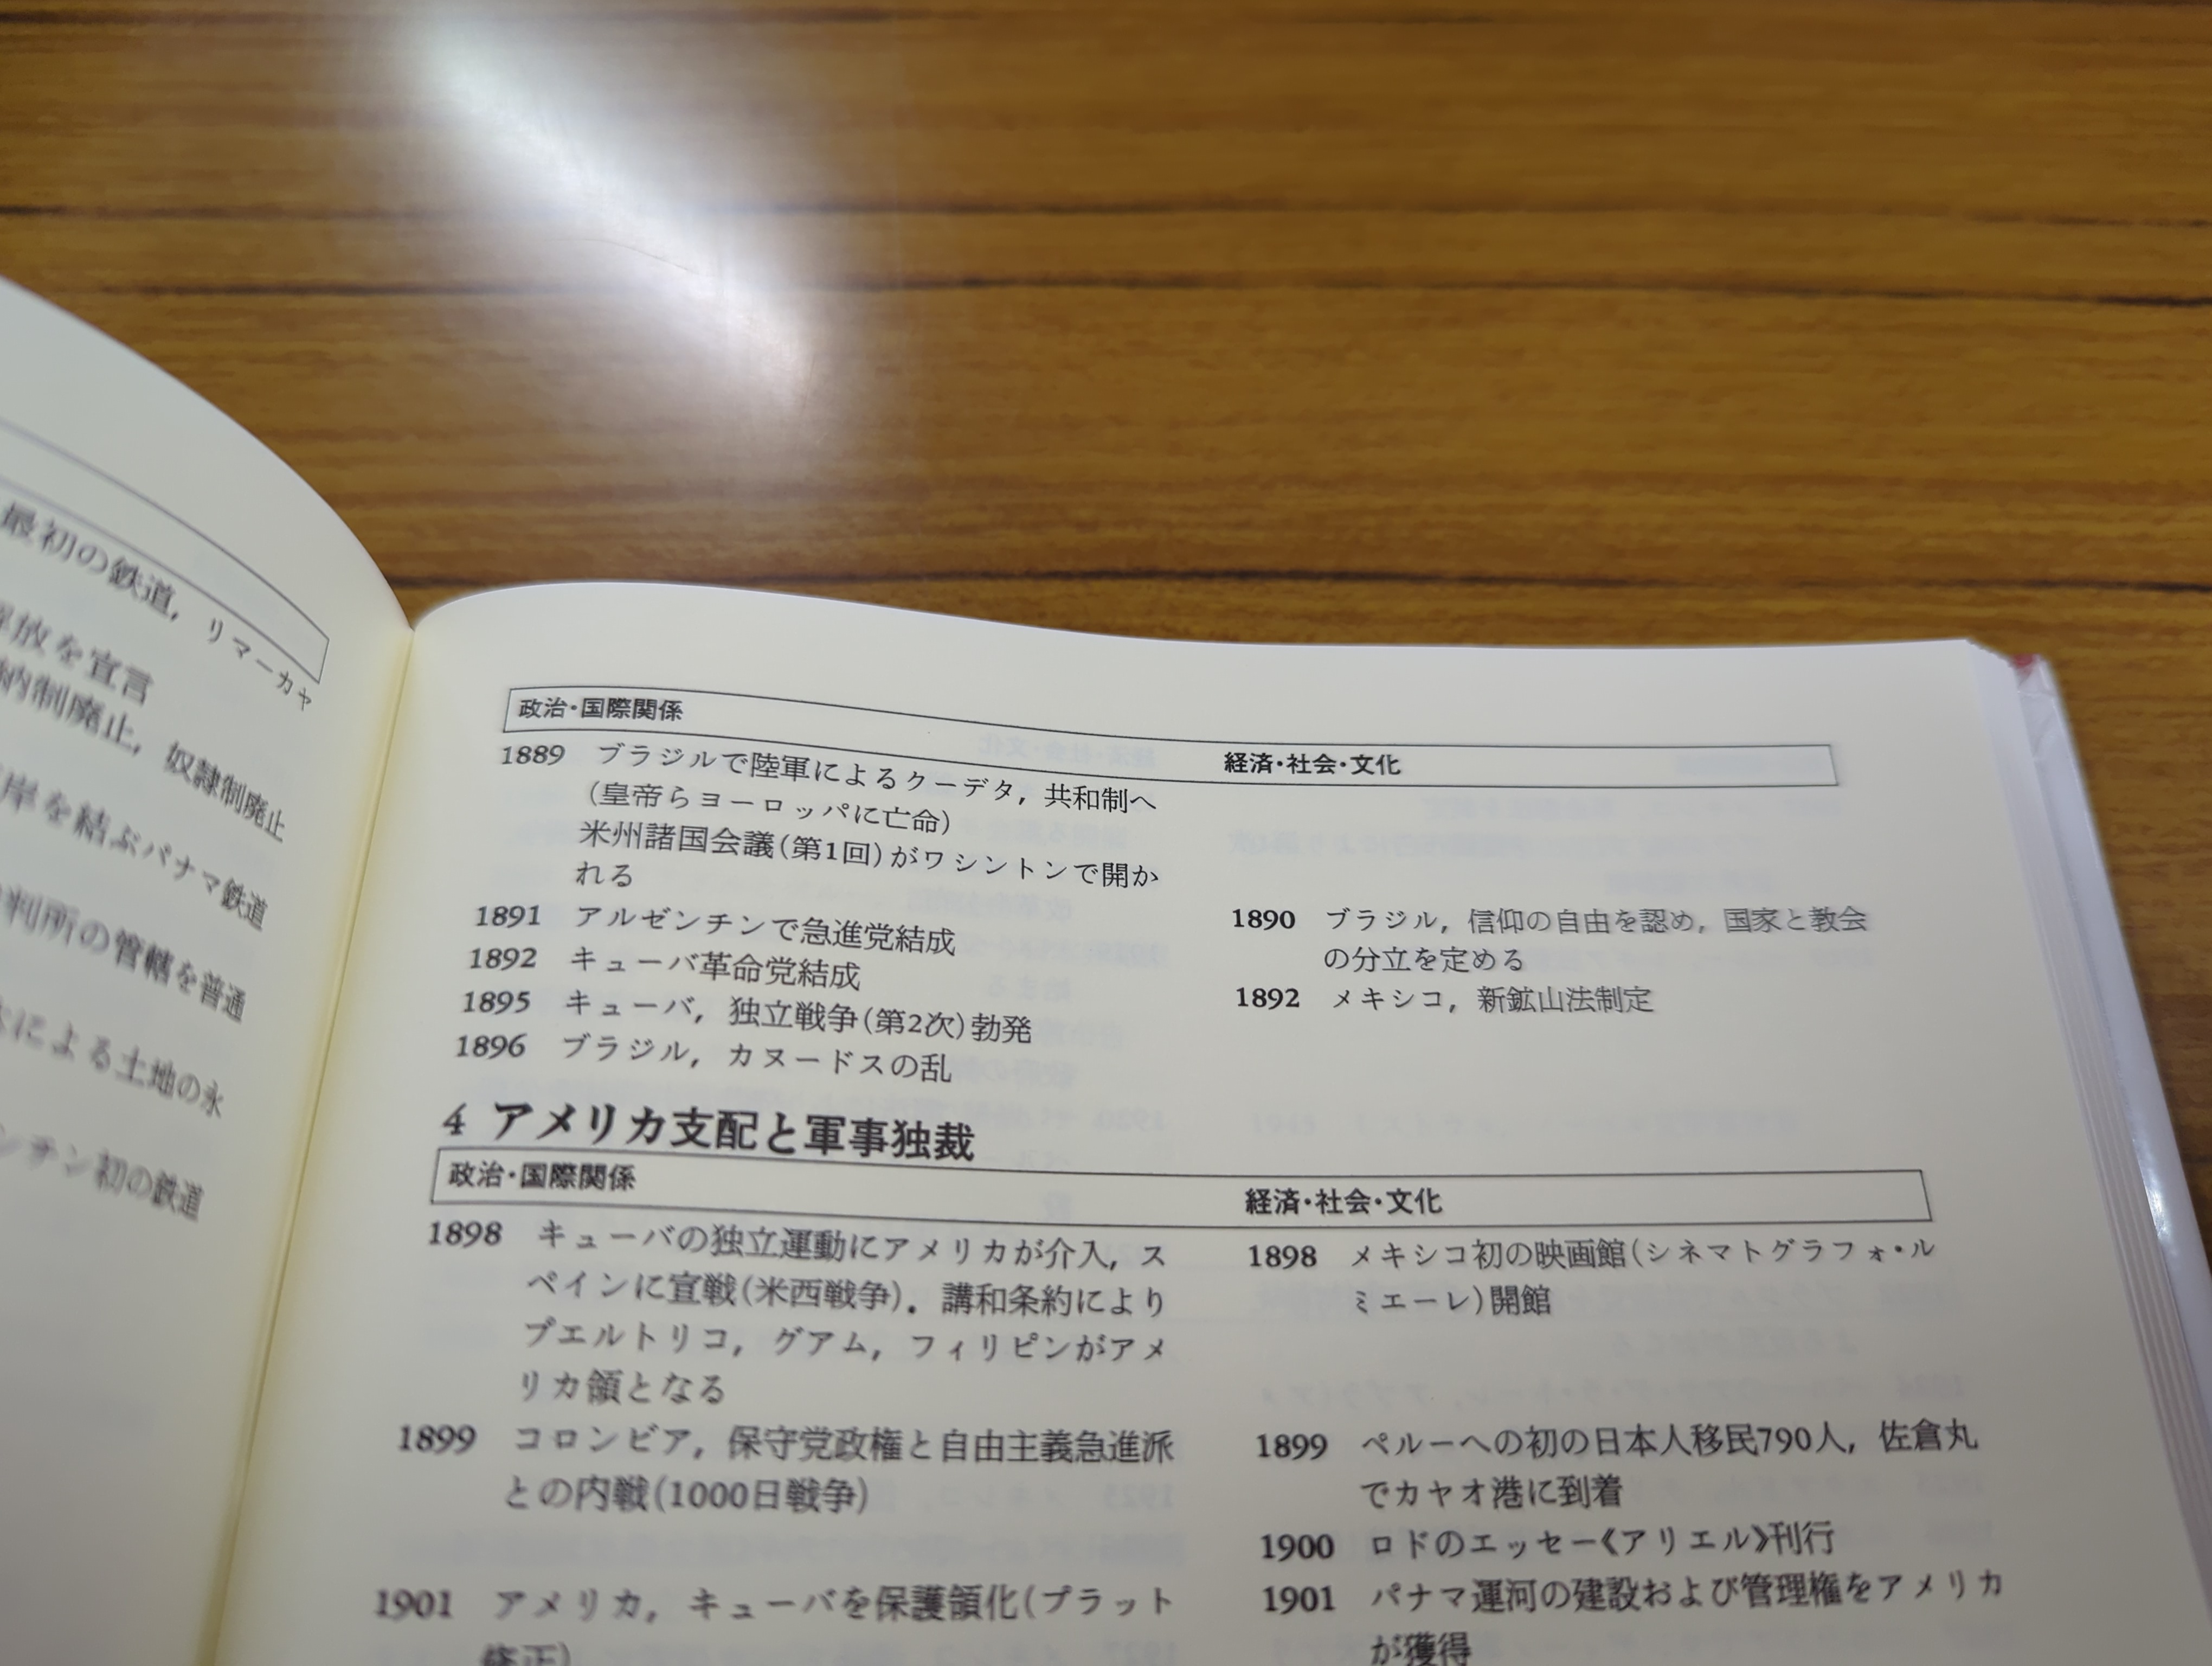 最初の鉄道，リマーカヤ
放を宣言
納制廃止，奴隷制廃止
岸を結ぶパナマ鉄道
判所の管轄を普通
による土地の永
ンチン初の鉄道
政治・国際関係
1889 ブラジルで陸軍によるクーデタ，共和制へ
(皇帝らヨーロッパに亡命)
米州諸国会議(第1回)がワシントンで開か
れる
1891 アルゼンチンで急進党結成
1892 キューバ革命党結成
1895 キューバ，独立戦争(第2次)勃発
1896 ブラジル，カヌードスの乱
経済・社会・文化
1890 ブラジル，信仰の自由を認め，国家と教会
の分立を定める
1892 メキシコ，新鉱山法制定
4 アメリカ支配と軍事独裁
政治・国際関係
1898 キューバの独立運動にアメリカが介入，ス
ペインに宣戦(米西戦争)．講和条約により
プエルトリコ，グアム，フィリピンがアメ
リカ領となる
1899 コロンビア，保守党政権と自由主義急進派
との内戦(1000日戦争)
1901 アメリカ，キューバを保護領化(プラット
修正)
経済・社会・文化
1898 メキシコ初の映画館(シネマトグラフォ・ル
ミエーレ)開館
1899 ペルーへの初の日本人移民790人，佐倉丸
でカヤオ港に到着
1900 ロドのエッセー《アリエル》刊行
1901 パナマ運河の建設および管理権をアメリカ
が獲得